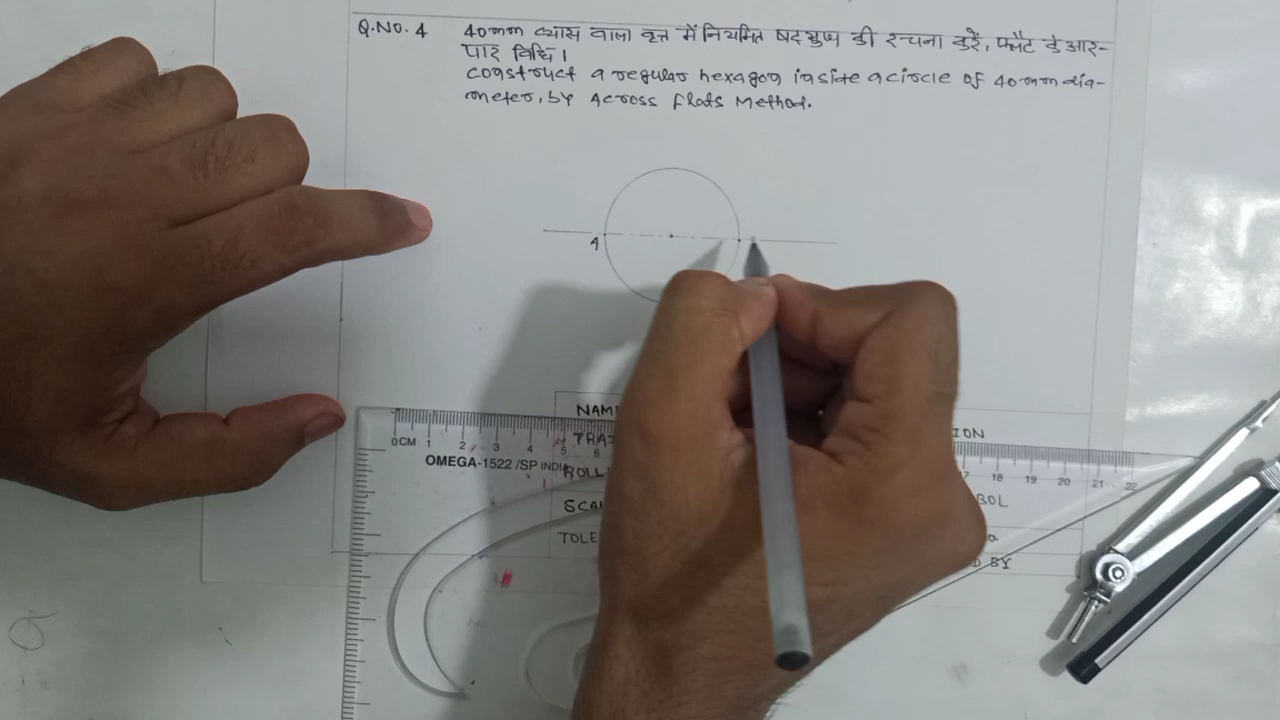 Q.NO. 4 40mm व्यास वाला वृत्त में नियमित षट्भुज की रचना करें, फ्लैट के आर-
पार विधि।
construct a regular hexagon inside a circle of 40mm dia-
meter, by Across Flats Method.
A
NAME
TRA
ROLL
SCA
TOLE
ION
BOL
D BY
0CM 1 2 3 4 5 6 17 18 19 20 21 22
OMEGA-1522 /SP INDIA